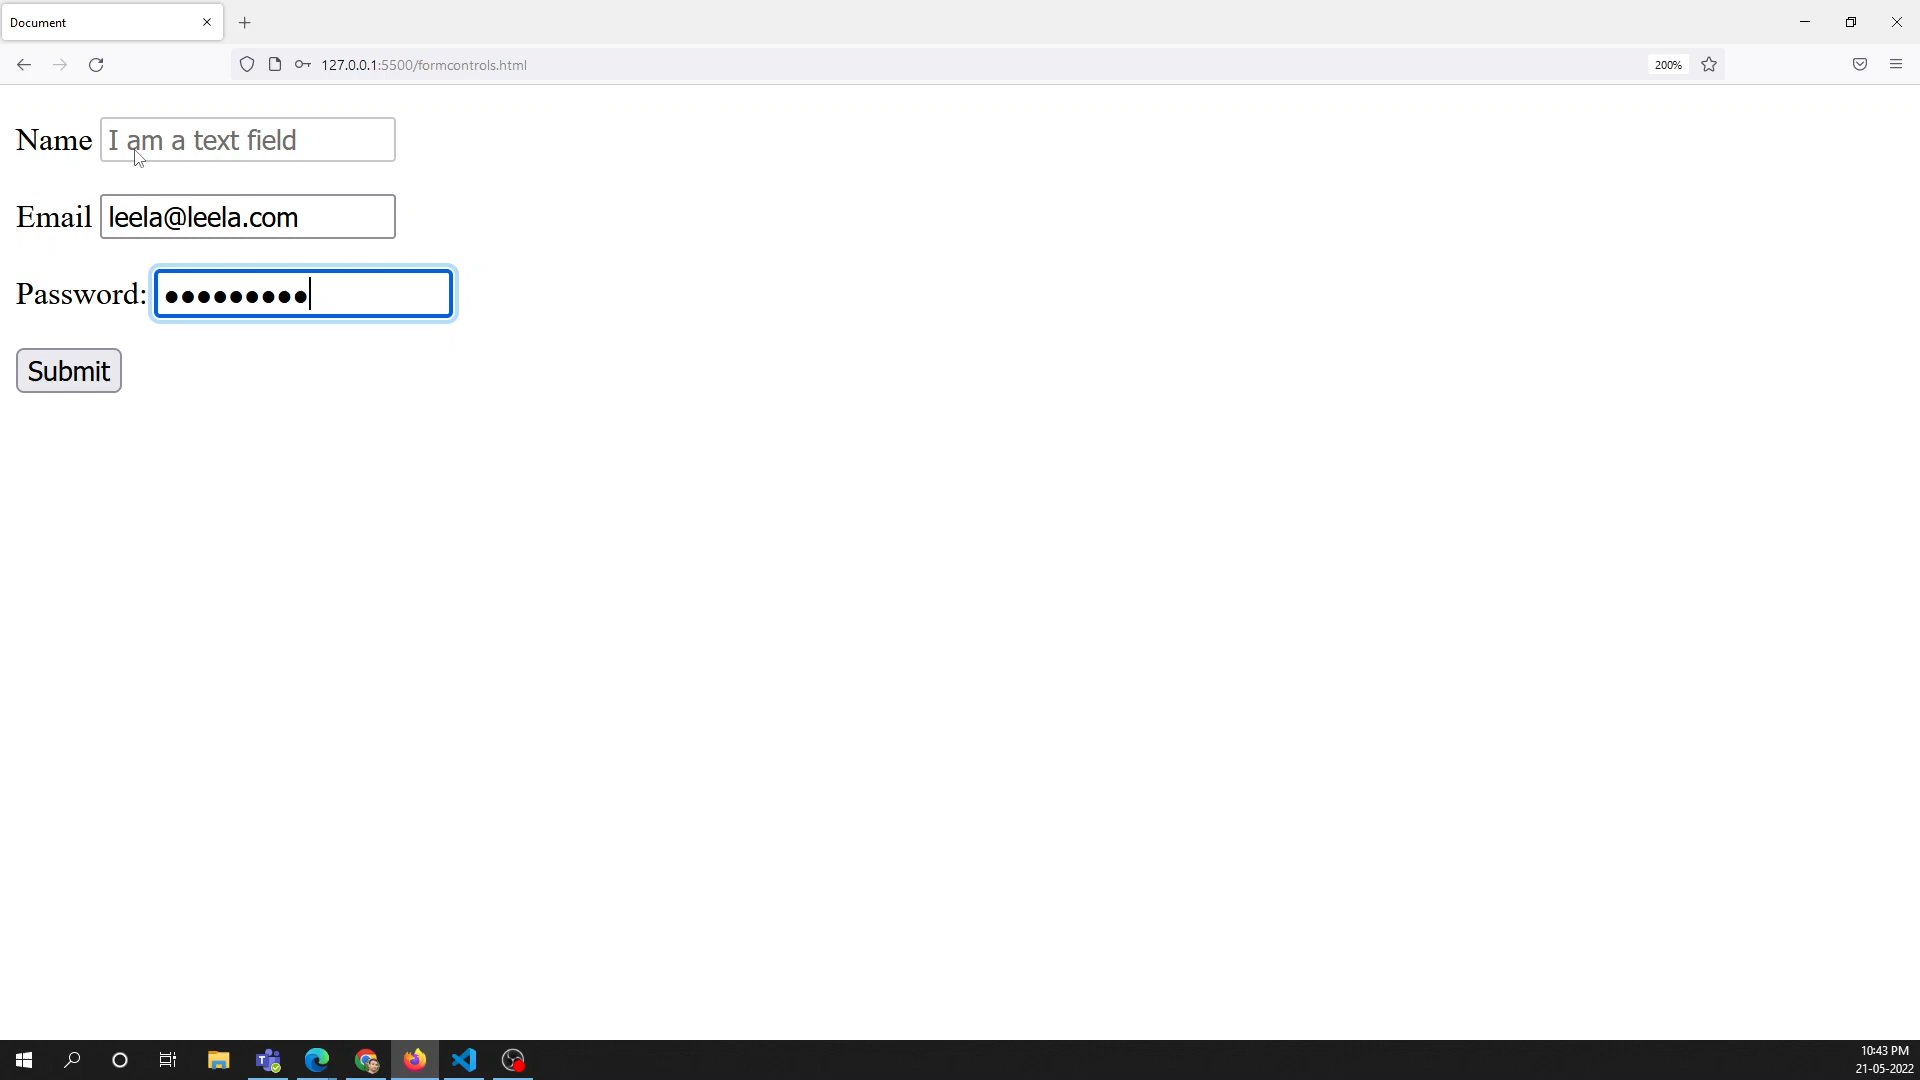 Document
127.0.0.1:5500/formcontrols.html
200%
Name I am a text field
Email leela@leela.com
Password: ●●●●●●●●●
Submit
10:43 PM
21-05-2022